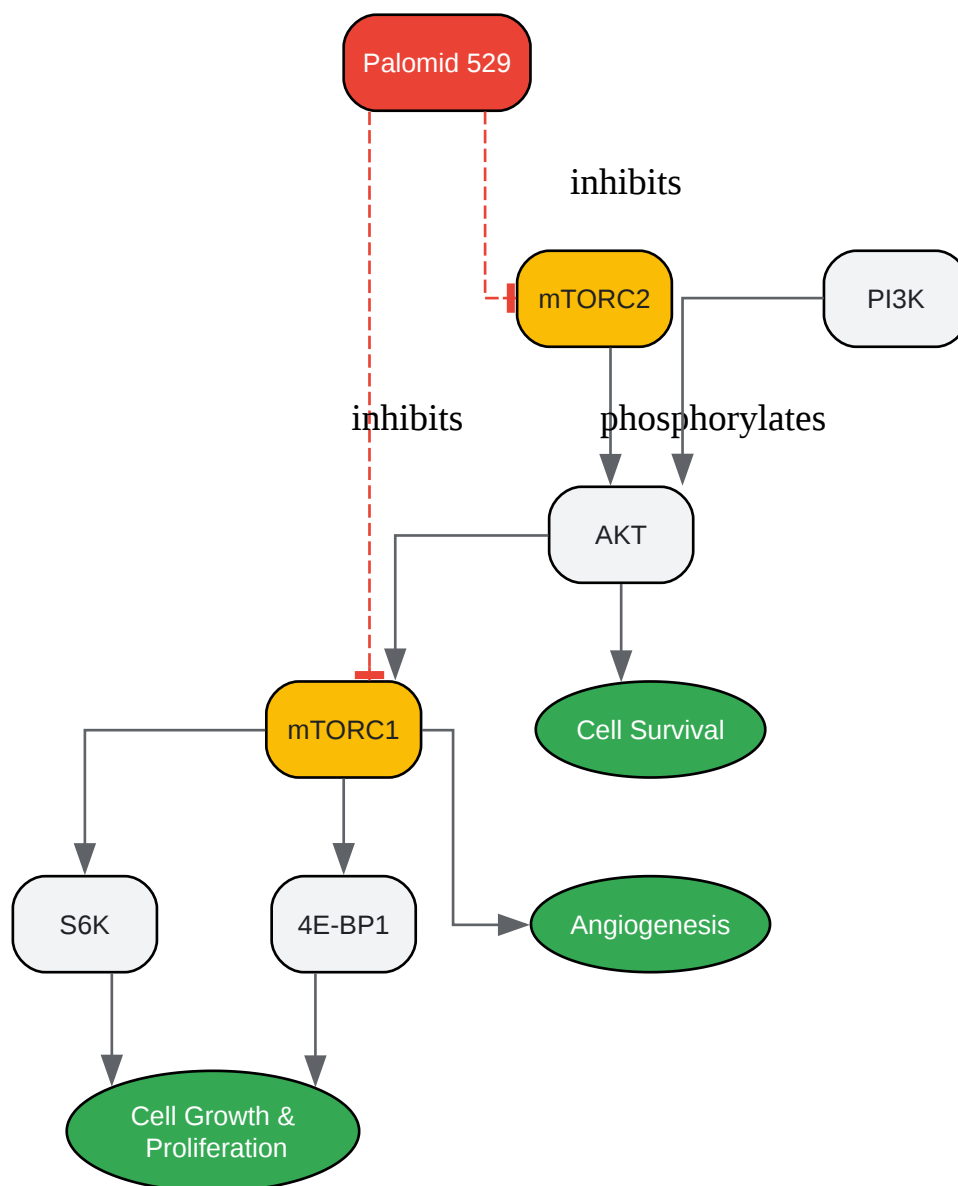 Palomid 529
inhibits
mTORC2
PI3K
inhibits
phosphorylates
AKT
mTORC1
Cell Survival
S6K
4E-BP1
Angiogenesis
Cell Growth &
Proliferation